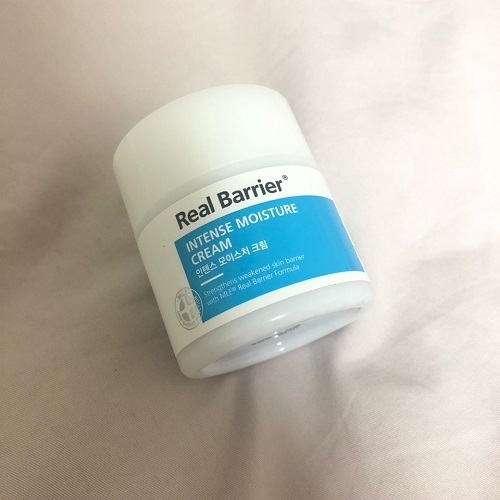 Real Barrier®
INTENSE MOISTURE
CREAM
인텐스 모이스처 크림
Strengthens weakened skin barrier
with MLE® Real Barrier Formula